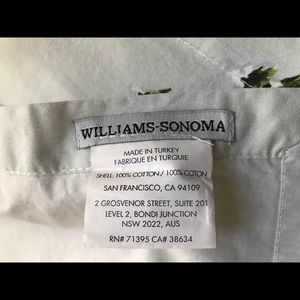 WILLIAMS-SONOMA
MADE IN TURKEY
FABRIQUE EN TURQUIE
SHELL 100% COTTON / 100% COTON
SAN FRANCISCO, CA 94109
2 GROSVENOR STREET, SUITE 201
LEVEL 2, BONDI JUNCTION
NSW 2022, AUS
RN# 71395 CA# 38634